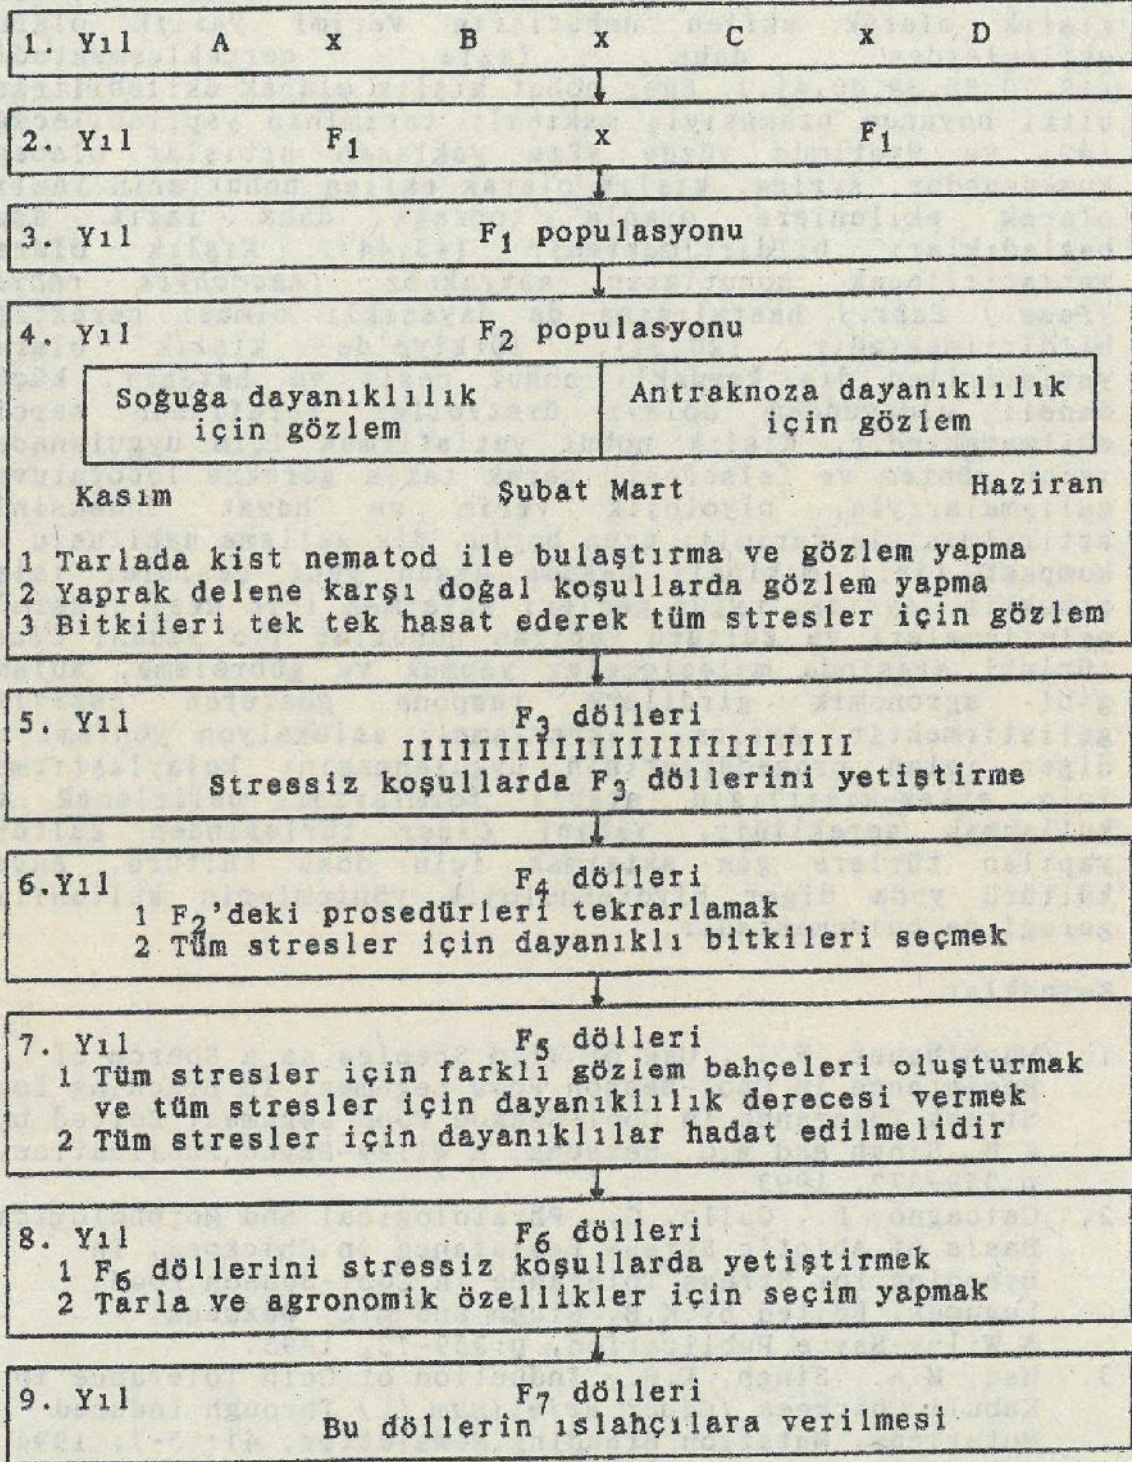 1. Yıl A x B x C x D
2. Yıl F₁ x F₁
3. Yıl F₁ populasyonu
4. Yıl F₂ populasyonu
Soğuğa dayanıklılık
için gözlem
Antraknoza dayanıklılık
için gözlem
Kasım Şubat Mart Haziran
1 Tarlada kist nematod ile bulaştırma ve gözlem yapma
2 Yaprak delene karşı doğal koşullarda gözlem yapma
3 Bitkileri tek tek hasat ederek tüm stresler için gözlem
5. Yıl F₃ dölleri
IIIIIIIIIIIIIIIIIIIIIIII
Stressiz koşullarda F₃ döllerini yetiştirme
6.Yıl F₄ dölleri
1 F₂'deki prosedürleri tekrarlamak
2 Tüm stresler için dayanıklı bitkileri seçmek
7. Yıl F₅ dölleri
1 Tüm stresler için farklı gözlem bahçeleri oluşturmak
ve tüm stresler için dayanıklılık derecesi vermek
2 Tüm stresler için dayanıklılar hadat edilmelidir
8. Yıl F₆ dölleri
1 F₆ döllerini stressiz koşullarda yetiştirmek
2 Tarla ve agronomik özellikler için seçim yapmak
9. Yıl F₇ dölleri
Bu döllerin ıslahçılara verilmesi